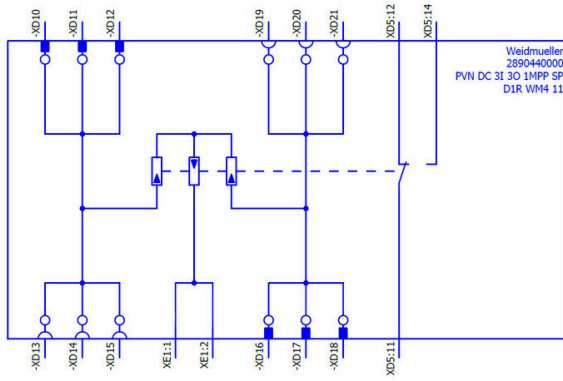 -XD10
-XD11
-XD12
-XD19
-XD20
-XD21
XD5:12
XD5:14
Weidmueller
2890440000
PVN DC 3I 3O 1MPP SP
D1R WM4 11
-XD13
-XD14
-XD15
XE1:1
XE1:2
-XD16
-XD17
-XD18
XD5:11